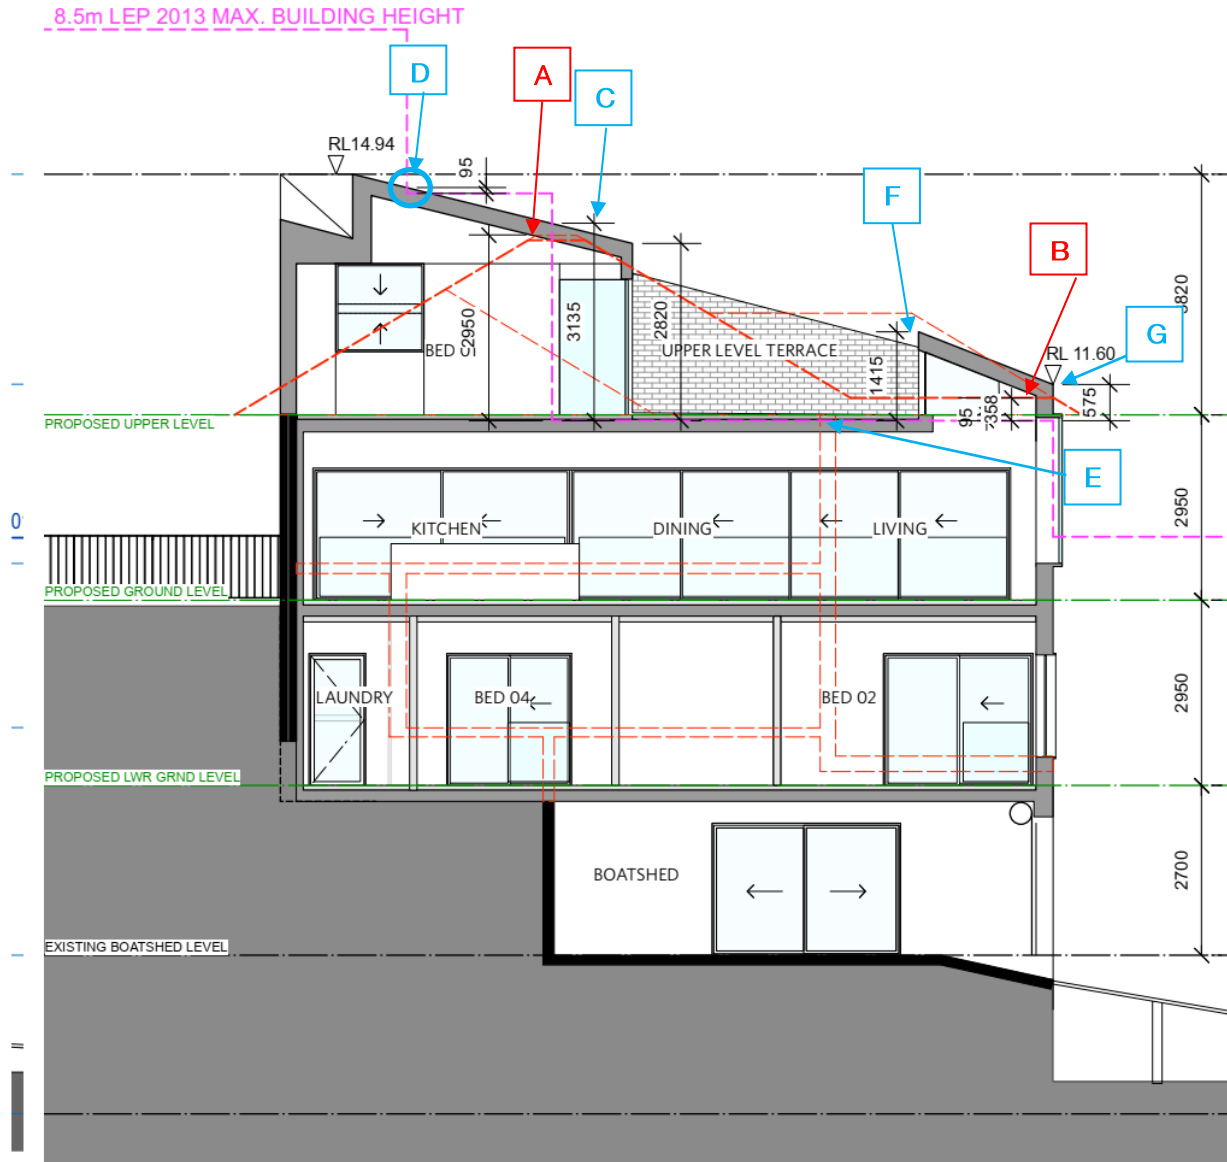 8.5m LEP 2013 MAX. BUILDING HEIGHT
D
A
C
RL14.94
95
F
B
G
3135
2950
2820
BED 01
UPPER LEVEL TERRACE
1415
RL 11.60
95
358
575
PROPOSED UPPER LEVEL
E
KITCHEN
DINING
LIVING
2950
PROPOSED GROUND LEVEL
LAUNDRY
BED 04
BED 02
2950
PROPOSED LWR GRND LEVEL
BOATSHED
2700
EXISTING BOATSHED LEVEL